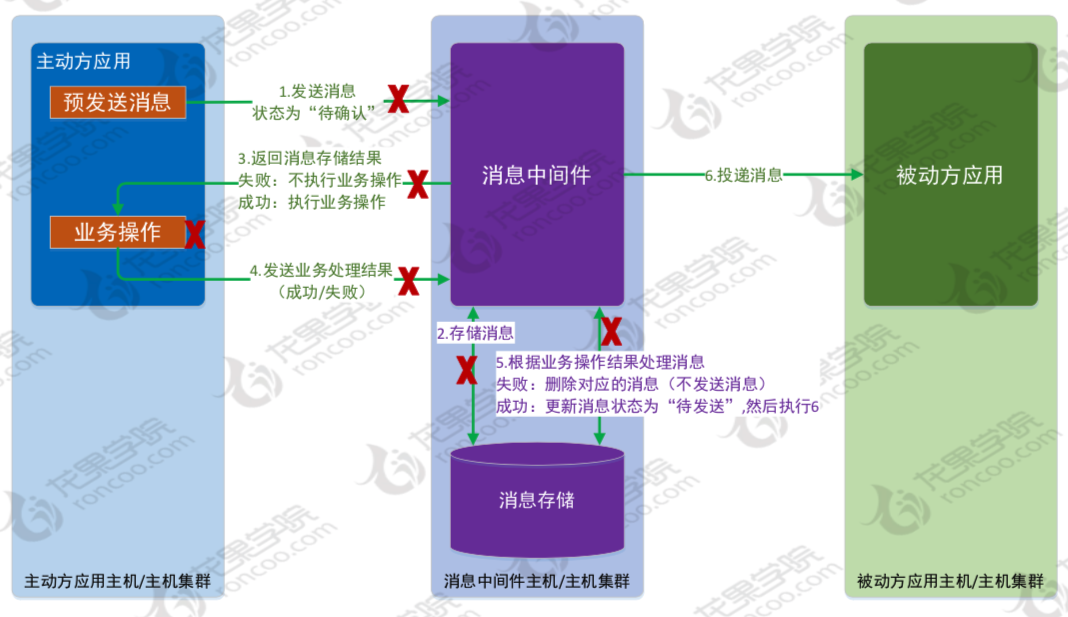 主动方应用
预发送消息
1.发送消息
状态为“待确认”
3.返回消息存储结果
失败：不执行业务操作
成功：执行业务操作
业务操作
4.发送业务处理结果
（成功/失败）
消息中间件
6.投递消息
被动方应用
2.存储消息
5.根据业务操作结果处理消息
失败：删除对应的消息（不发送消息）
成功：更新消息状态为“待发送”,然后执行6
消息存储
主动方应用主机/主机集群
消息中间件主机/主机集群
被动方应用主机/主机集群
龙果学院
roncoo.com